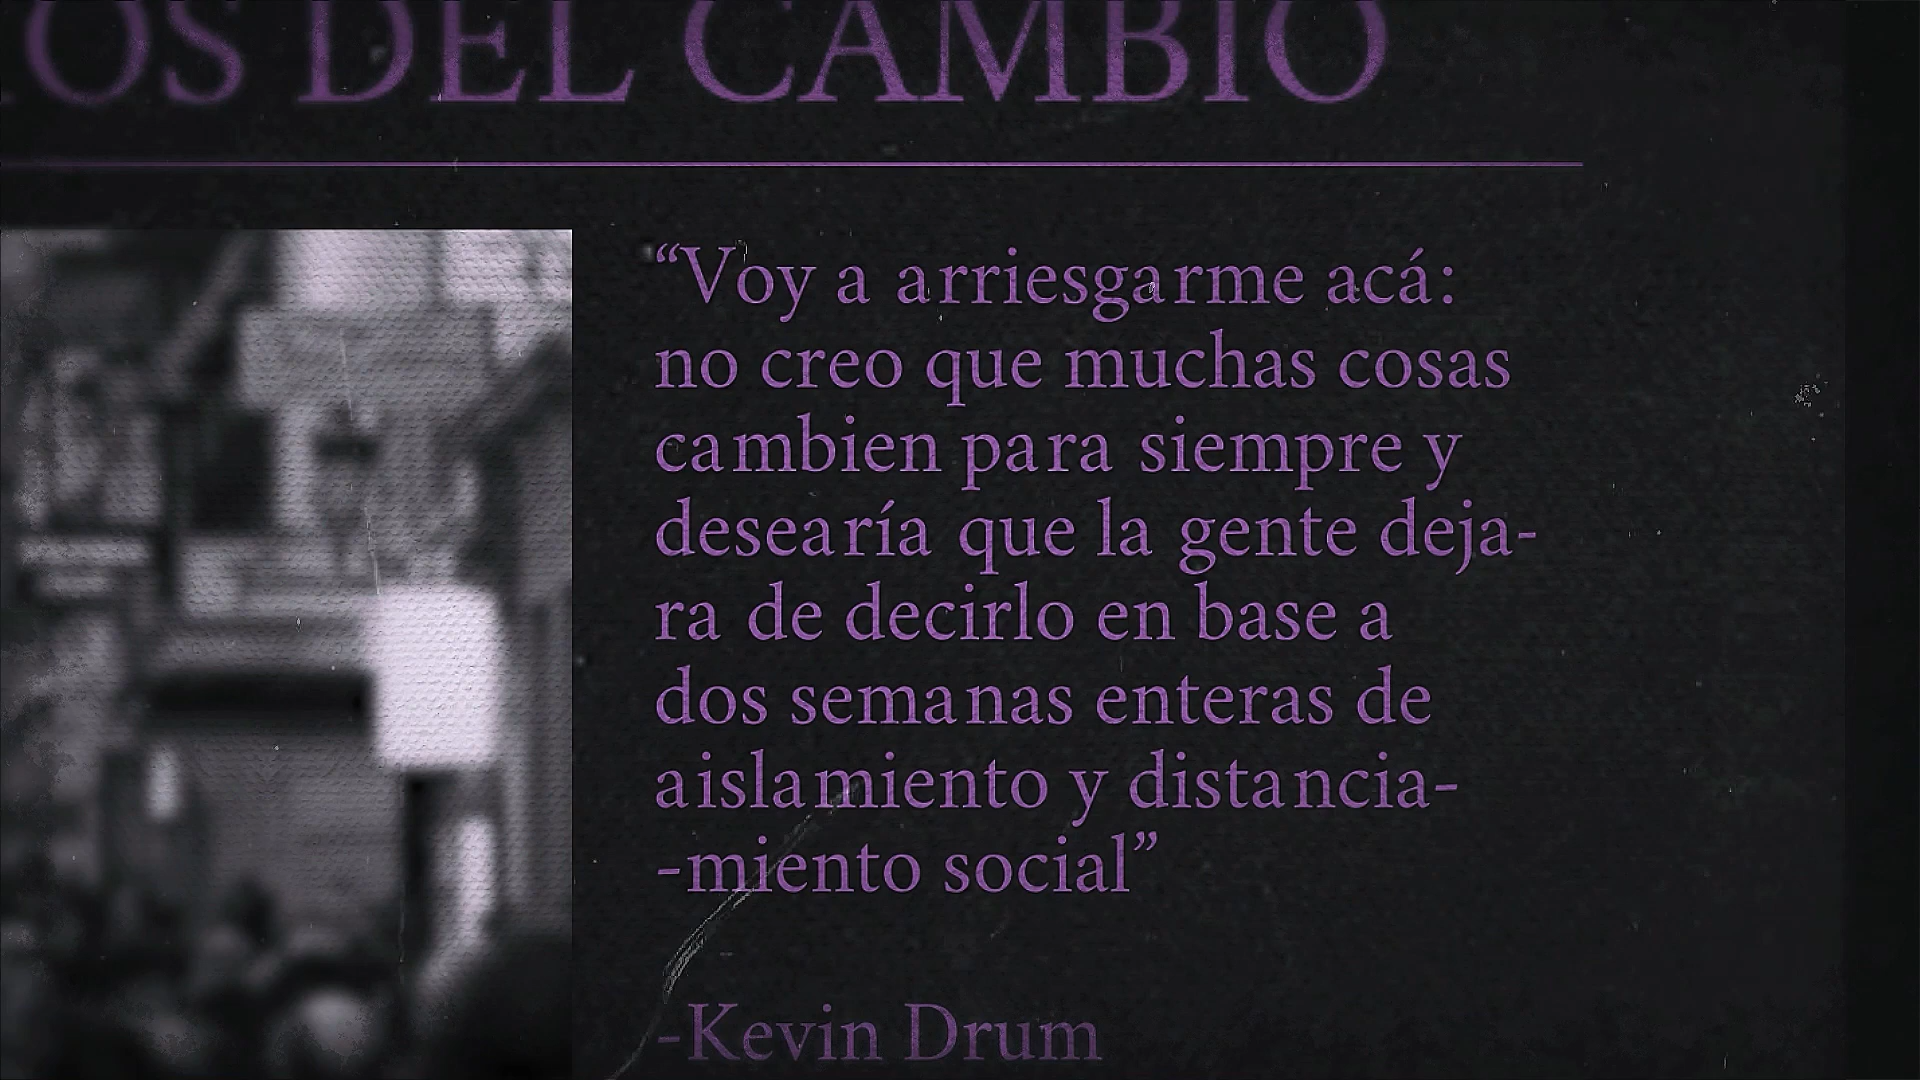 OS DEL CAMBIO
“Voy a arriesgarme acá:
no creo que muchas cosas
cambien para siempre y
desearía que la gente deja-
ra de decirlo en base a
dos semanas enteras de
aislamiento y distancia-
-miento social”
-Kevin Drum